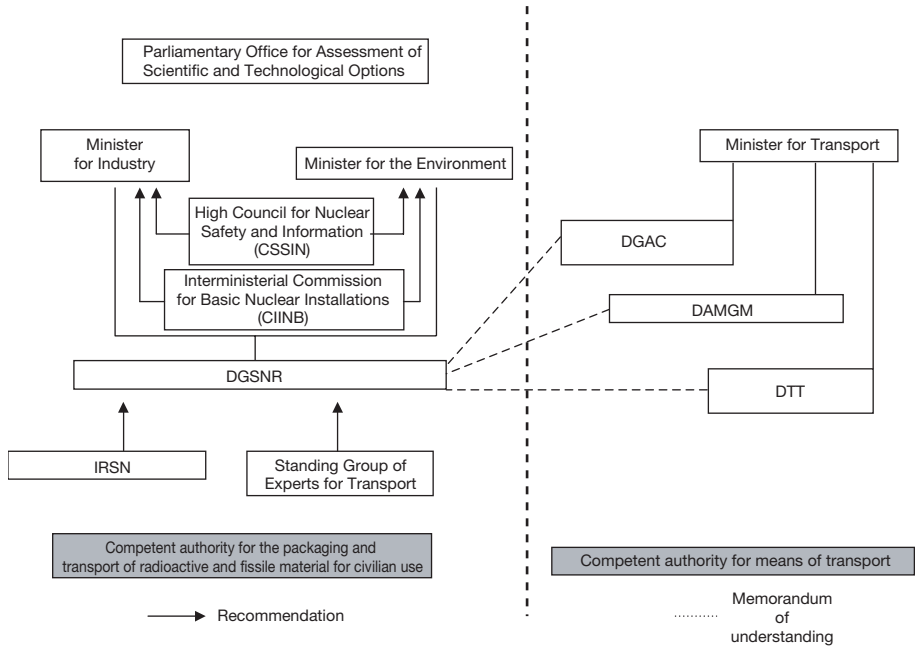 Parliamentary Office for Assessment of
Scientific and Technological Options
Minister
for Industry
Minister for the Environment
High Council for Nuclear
Safety and Information
(CSSIN)
Interministerial Commission
for Basic Nuclear Installations
(CIINB)
DGSNR
IRSN
Standing Group of
Experts for Transport
Competent authority for the packaging and
transport of radioactive and fissile material for civilian use
Recommendation
Minister for Transport
DGAC
DAMGM
DTT
Competent authority for means of transport
Memorandum
of
understanding